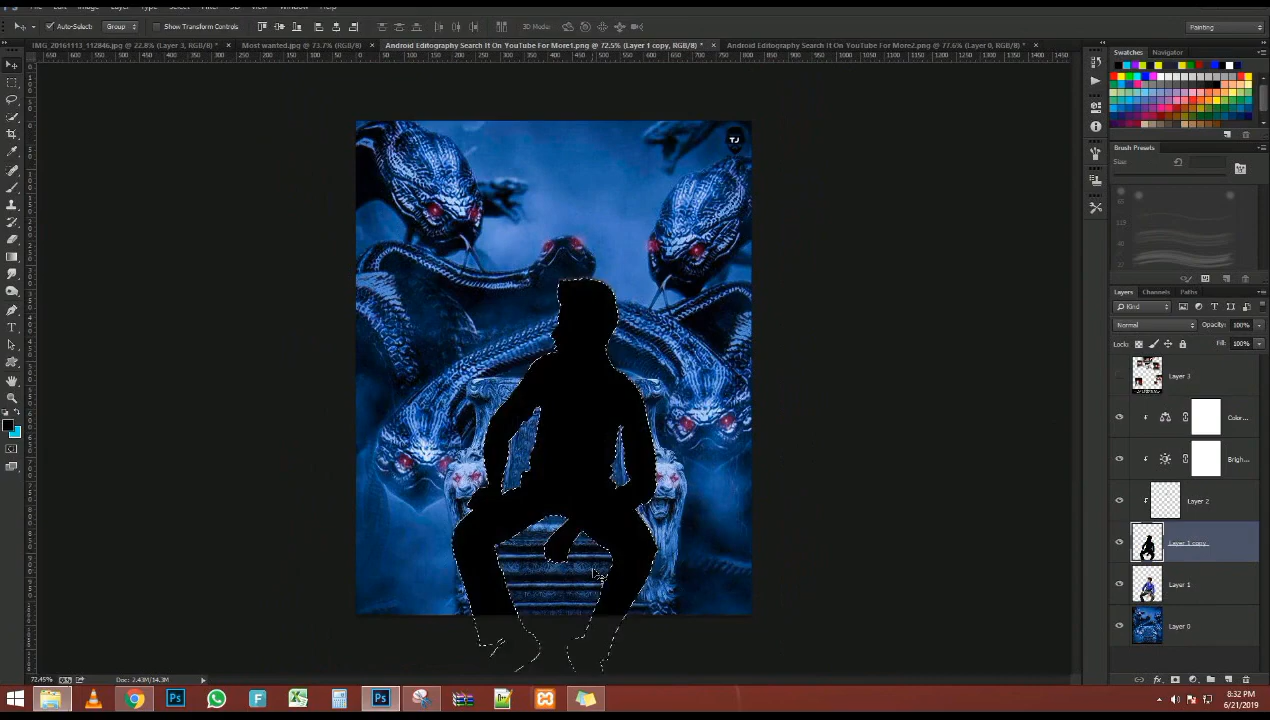 Auto-Select:
Group
Show Transform Controls
3D Mode:
Painting
IMG_20161113_112846.jpg @ 22.8% (Layer 3, RGB/8) *
Most wanted.jpg @ 73.7% (RGB/8)
Android Editography Search It On YouTube For More1.png @ 72.5% (Layer 1 copy, RGB/8) *
Android Editography Search It On YouTube For More2.png @ 77.6% (Layer 0, RGB/8) *
Swatches
Navigator
TJ
Brush Presets
Size
Layers
Channels
Paths
Kind
Normal
Opacity:
100%
Lock:
Fill:
100%
Layer 3
Color...
Brigh...
Layer 2
Layer 1 copy
Layer 1
Layer 0
72.45%
Doc: 2.43M/14.3M
8:32 PM
6/21/2019